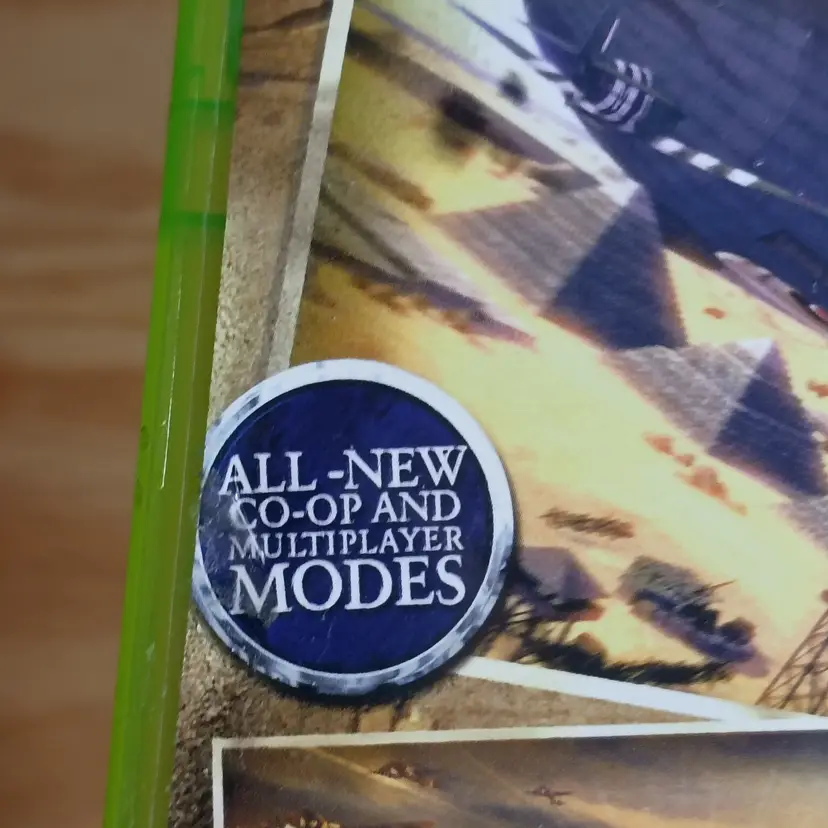 ALL-NEW
CO-OP AND
MULTIPLAYER
MODES